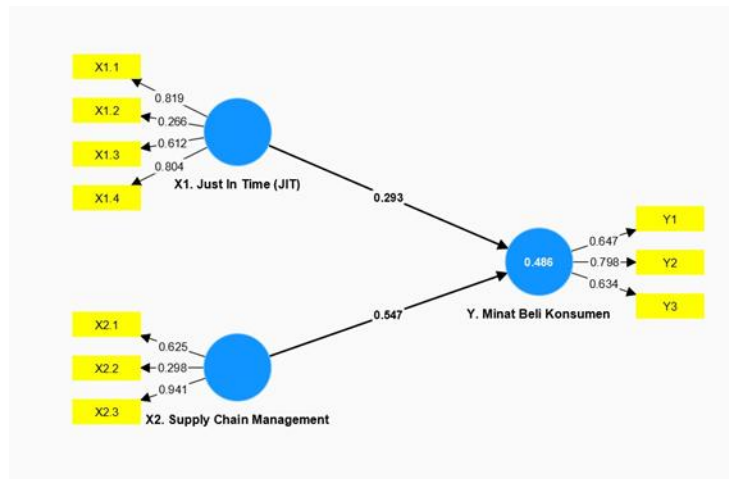 X1.1
0.819
X1.2
0.266
X1.3
0.612
X1.4
0.804
X1. Just In Time (JIT)
0.293
Y1
0.647
0.486
0.798
Y2
0.634
Y3
Y. Minat Beli Konsumen
0.547
X2.1
0.625
X2.2
0.298
X2.3
0.941
X2. Supply Chain Management